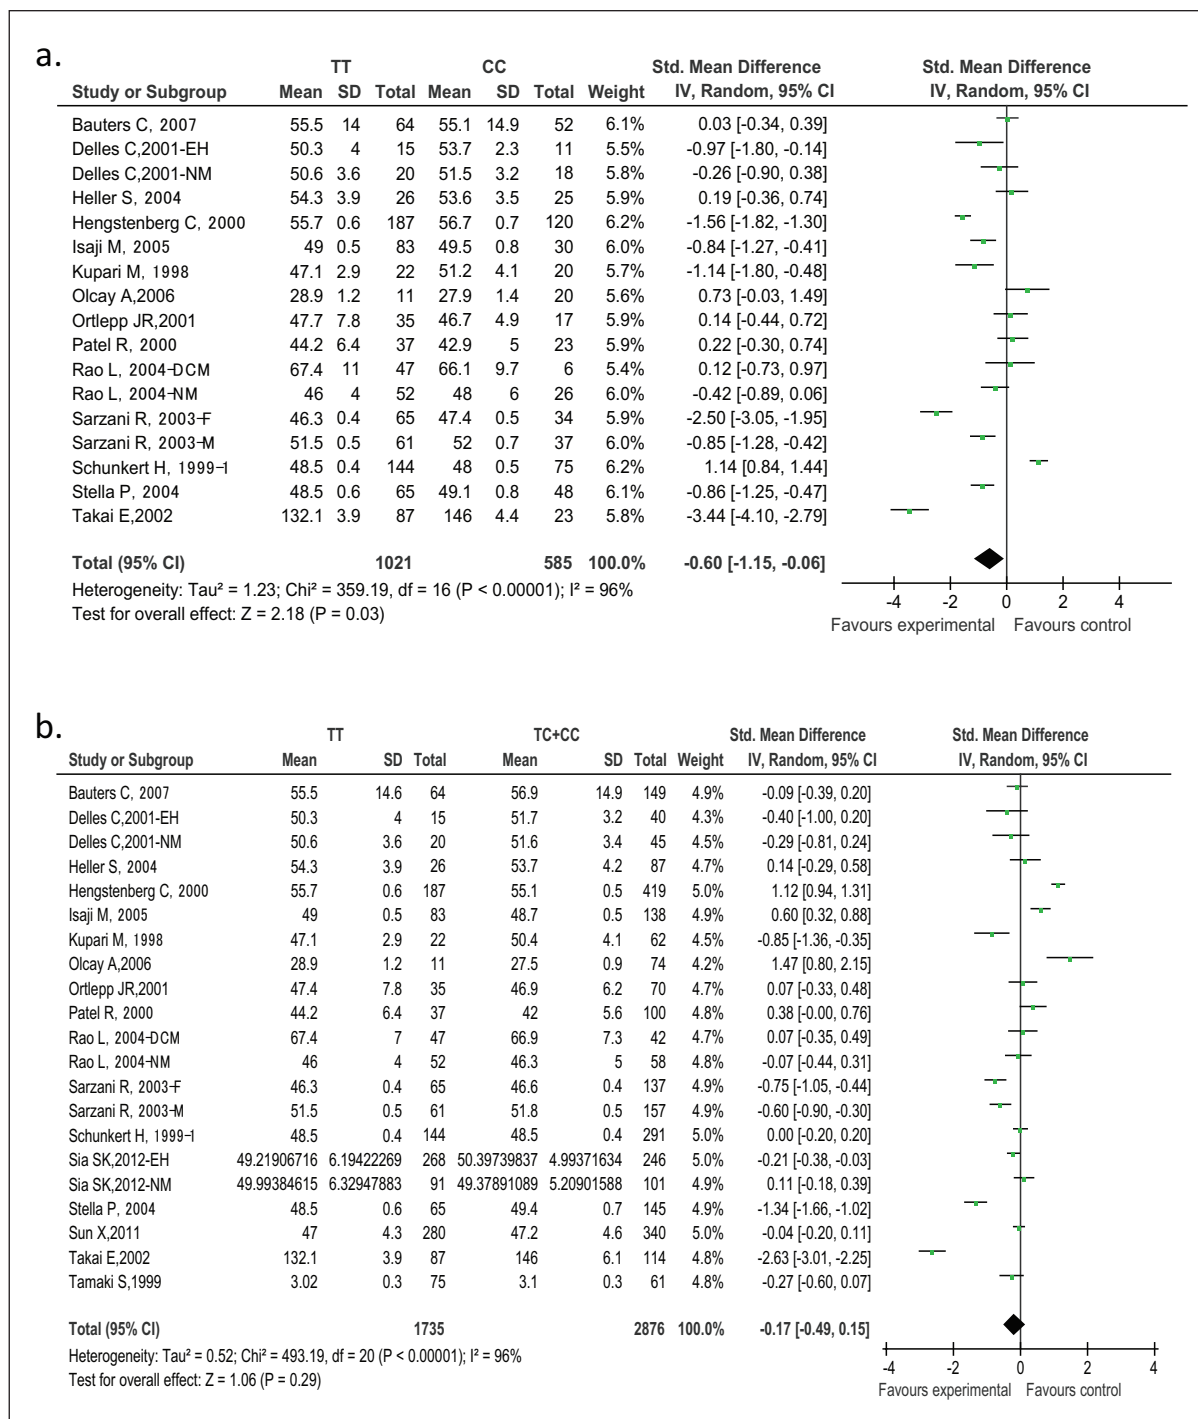 a.
TT CC Std. Mean Difference Std. Mean Difference
Study or Subgroup Mean SD Total Mean SD Total Weight IV, Random, 95% CI IV, Random, 95% CI
Bauters C, 2007 55.5 14 64 55.1 14.9 52 6.1% 0.03 [-0.34, 0.39]
Delles C,2001-EH 50.3 4 15 53.7 2.3 11 5.5% -0.97 [-1.80, -0.14]
Delles C,2001-NM 50.6 3.6 20 51.5 3.2 18 5.8% -0.26 [-0.90, 0.38]
Heller S, 2004 54.3 3.9 26 53.6 3.5 25 5.9% 0.19 [-0.36, 0.74]
Hengstenberg C, 2000 55.7 0.6 187 56.7 0.7 120 6.2% -1.56 [-1.82, -1.30]
Isaji M, 2005 49 0.5 83 49.5 0.8 30 6.0% -0.84 [-1.27, -0.41]
Kupari M, 1998 47.1 2.9 22 51.2 4.1 20 5.7% -1.14 [-1.80, -0.48]
Olcay A,2006 28.9 1.2 11 27.9 1.4 20 5.6% 0.73 [-0.03, 1.49]
Ortlepp JR,2001 47.7 7.8 35 46.7 4.9 17 5.9% 0.14 [-0.44, 0.72]
Patel R, 2000 44.2 6.4 37 42.9 5 23 5.9% 0.22 [-0.30, 0.74]
Rao L, 2004-DCM 67.4 11 47 66.1 9.7 6 5.4% 0.12 [-0.73, 0.97]
Rao L, 2004-NM 46 4 52 48 6 26 6.0% -0.42 [-0.89, 0.06]
Sarzani R, 2003-F 46.3 0.4 65 47.4 0.5 34 5.9% -2.50 [-3.05, -1.95]
Sarzani R, 2003-M 51.5 0.5 61 52 0.7 37 6.0% -0.85 [-1.28, -0.42]
Schunkert H, 1999-1 48.5 0.4 144 48 0.5 75 6.2% 1.14 [0.84, 1.44]
Stella P, 2004 48.5 0.6 65 49.1 0.8 48 6.1% -0.86 [-1.25, -0.47]
Takai E,2002 132.1 3.9 87 146 4.4 23 5.8% -3.44 [-4.10, -2.79]
Total (95% CI) 1021 585 100.0% -0.60 [-1.15, -0.06]
Heterogeneity: Tau² = 1.23; Chi² = 359.19, df = 16 (P < 0.00001); I² = 96%
Test for overall effect: Z = 2.18 (P = 0.03)
-4 -2 0 2 4
Favours experimental Favours control
b.
TT TC+CC Std. Mean Difference Std. Mean Difference
Study or Subgroup Mean SD Total Mean SD Total Weight IV, Random, 95% CI IV, Random, 95% CI
Bauters C, 2007 55.5 14.6 64 56.9 14.9 149 4.9% -0.09 [-0.39, 0.20]
Delles C,2001-EH 50.3 4 15 51.7 3.2 40 4.3% -0.40 [-1.00, 0.20]
Delles C,2001-NM 50.6 3.6 20 51.6 3.4 45 4.5% -0.29 [-0.81, 0.24]
Heller S, 2004 54.3 3.9 26 53.7 4.2 87 4.7% 0.14 [-0.29, 0.58]
Hengstenberg C, 2000 55.7 0.6 187 55.1 0.5 419 5.0% 1.12 [0.94, 1.31]
Isaji M, 2005 49 0.5 83 48.7 0.5 138 4.9% 0.60 [0.32, 0.88]
Kupari M, 1998 47.1 2.9 22 50.4 4.1 62 4.5% -0.85 [-1.36, -0.35]
Olcay A,2006 28.9 1.2 11 27.5 0.9 74 4.2% 1.47 [0.80, 2.15]
Ortlepp JR,2001 47.4 7.8 35 46.9 6.2 70 4.7% 0.07 [-0.33, 0.48]
Patel R, 2000 44.2 6.4 37 42 5.6 100 4.8% 0.38 [-0.00, 0.76]
Rao L, 2004-DCM 67.4 7 47 66.9 7.3 42 4.7% 0.07 [-0.35, 0.49]
Rao L, 2004-NM 46 4 52 46.3 5 58 4.8% -0.07 [-0.44, 0.31]
Sarzani R, 2003-F 46.3 0.4 65 46.6 0.4 137 4.9% -0.75 [-1.05, -0.44]
Sarzani R, 2003-M 51.5 0.5 61 51.8 0.5 157 4.9% -0.60 [-0.90, -0.30]
Schunkert H, 1999-1 48.5 0.4 144 48.5 0.4 291 5.0% 0.00 [-0.20, 0.20]
Sia SK,2012-EH 49.21906716 6.19422269 268 50.39739837 4.99371634 246 5.0% -0.21 [-0.38, -0.03]
Sia SK,2012-NM 49.99384615 6.32947883 91 49.37891089 5.20901588 101 4.9% 0.11 [-0.18, 0.39]
Stella P, 2004 48.5 0.6 65 49.4 0.7 145 4.9% -1.34 [-1.66, -1.02]
Sun X,2011 47 4.3 280 47.2 4.6 340 5.0% -0.04 [-0.20, 0.11]
Takai E,2002 132.1 3.9 87 146 6.1 114 4.8% -2.63 [-3.01, -2.25]
Tamaki S,1999 3.02 0.3 75 3.1 0.3 61 4.8% -0.27 [-0.60, 0.07]
Total (95% CI) 1735 2876 100.0% -0.17 [-0.49, 0.15]
Heterogeneity: Tau² = 0.52; Chi² = 493.19, df = 20 (P < 0.00001); I² = 96%
Test for overall effect: Z = 1.06 (P = 0.29)
-4 -2 0 2 4
Favours experimental Favours control